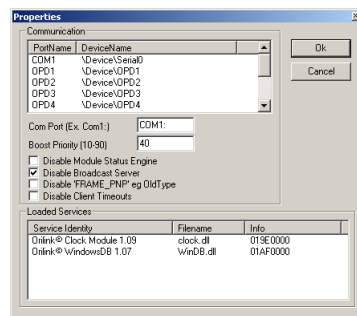 Properties
Communication
PortName DeviceName
COM1 \Device\Serial0
OPD1 \Device\OPD1
OPD2 \Device\OPD2
OPD3 \Device\OPD3
OPD4 \Device\OPD4
Ok
Cancel
Com Port (Ex. Com1:) COM1:
Boost Priority (10-90) 40
Disable Module Status Engine
Disable Broadcast Server
Disable 'FRAME_PNP' eg OldType
Disable Client Timeouts
Loaded Services
Service Identity Filename Info
Orilink© Clock Module 1.09 clock.dll 019E0000
Orilink© WindowsDB 1.07 WinDB.dll 01AF0000